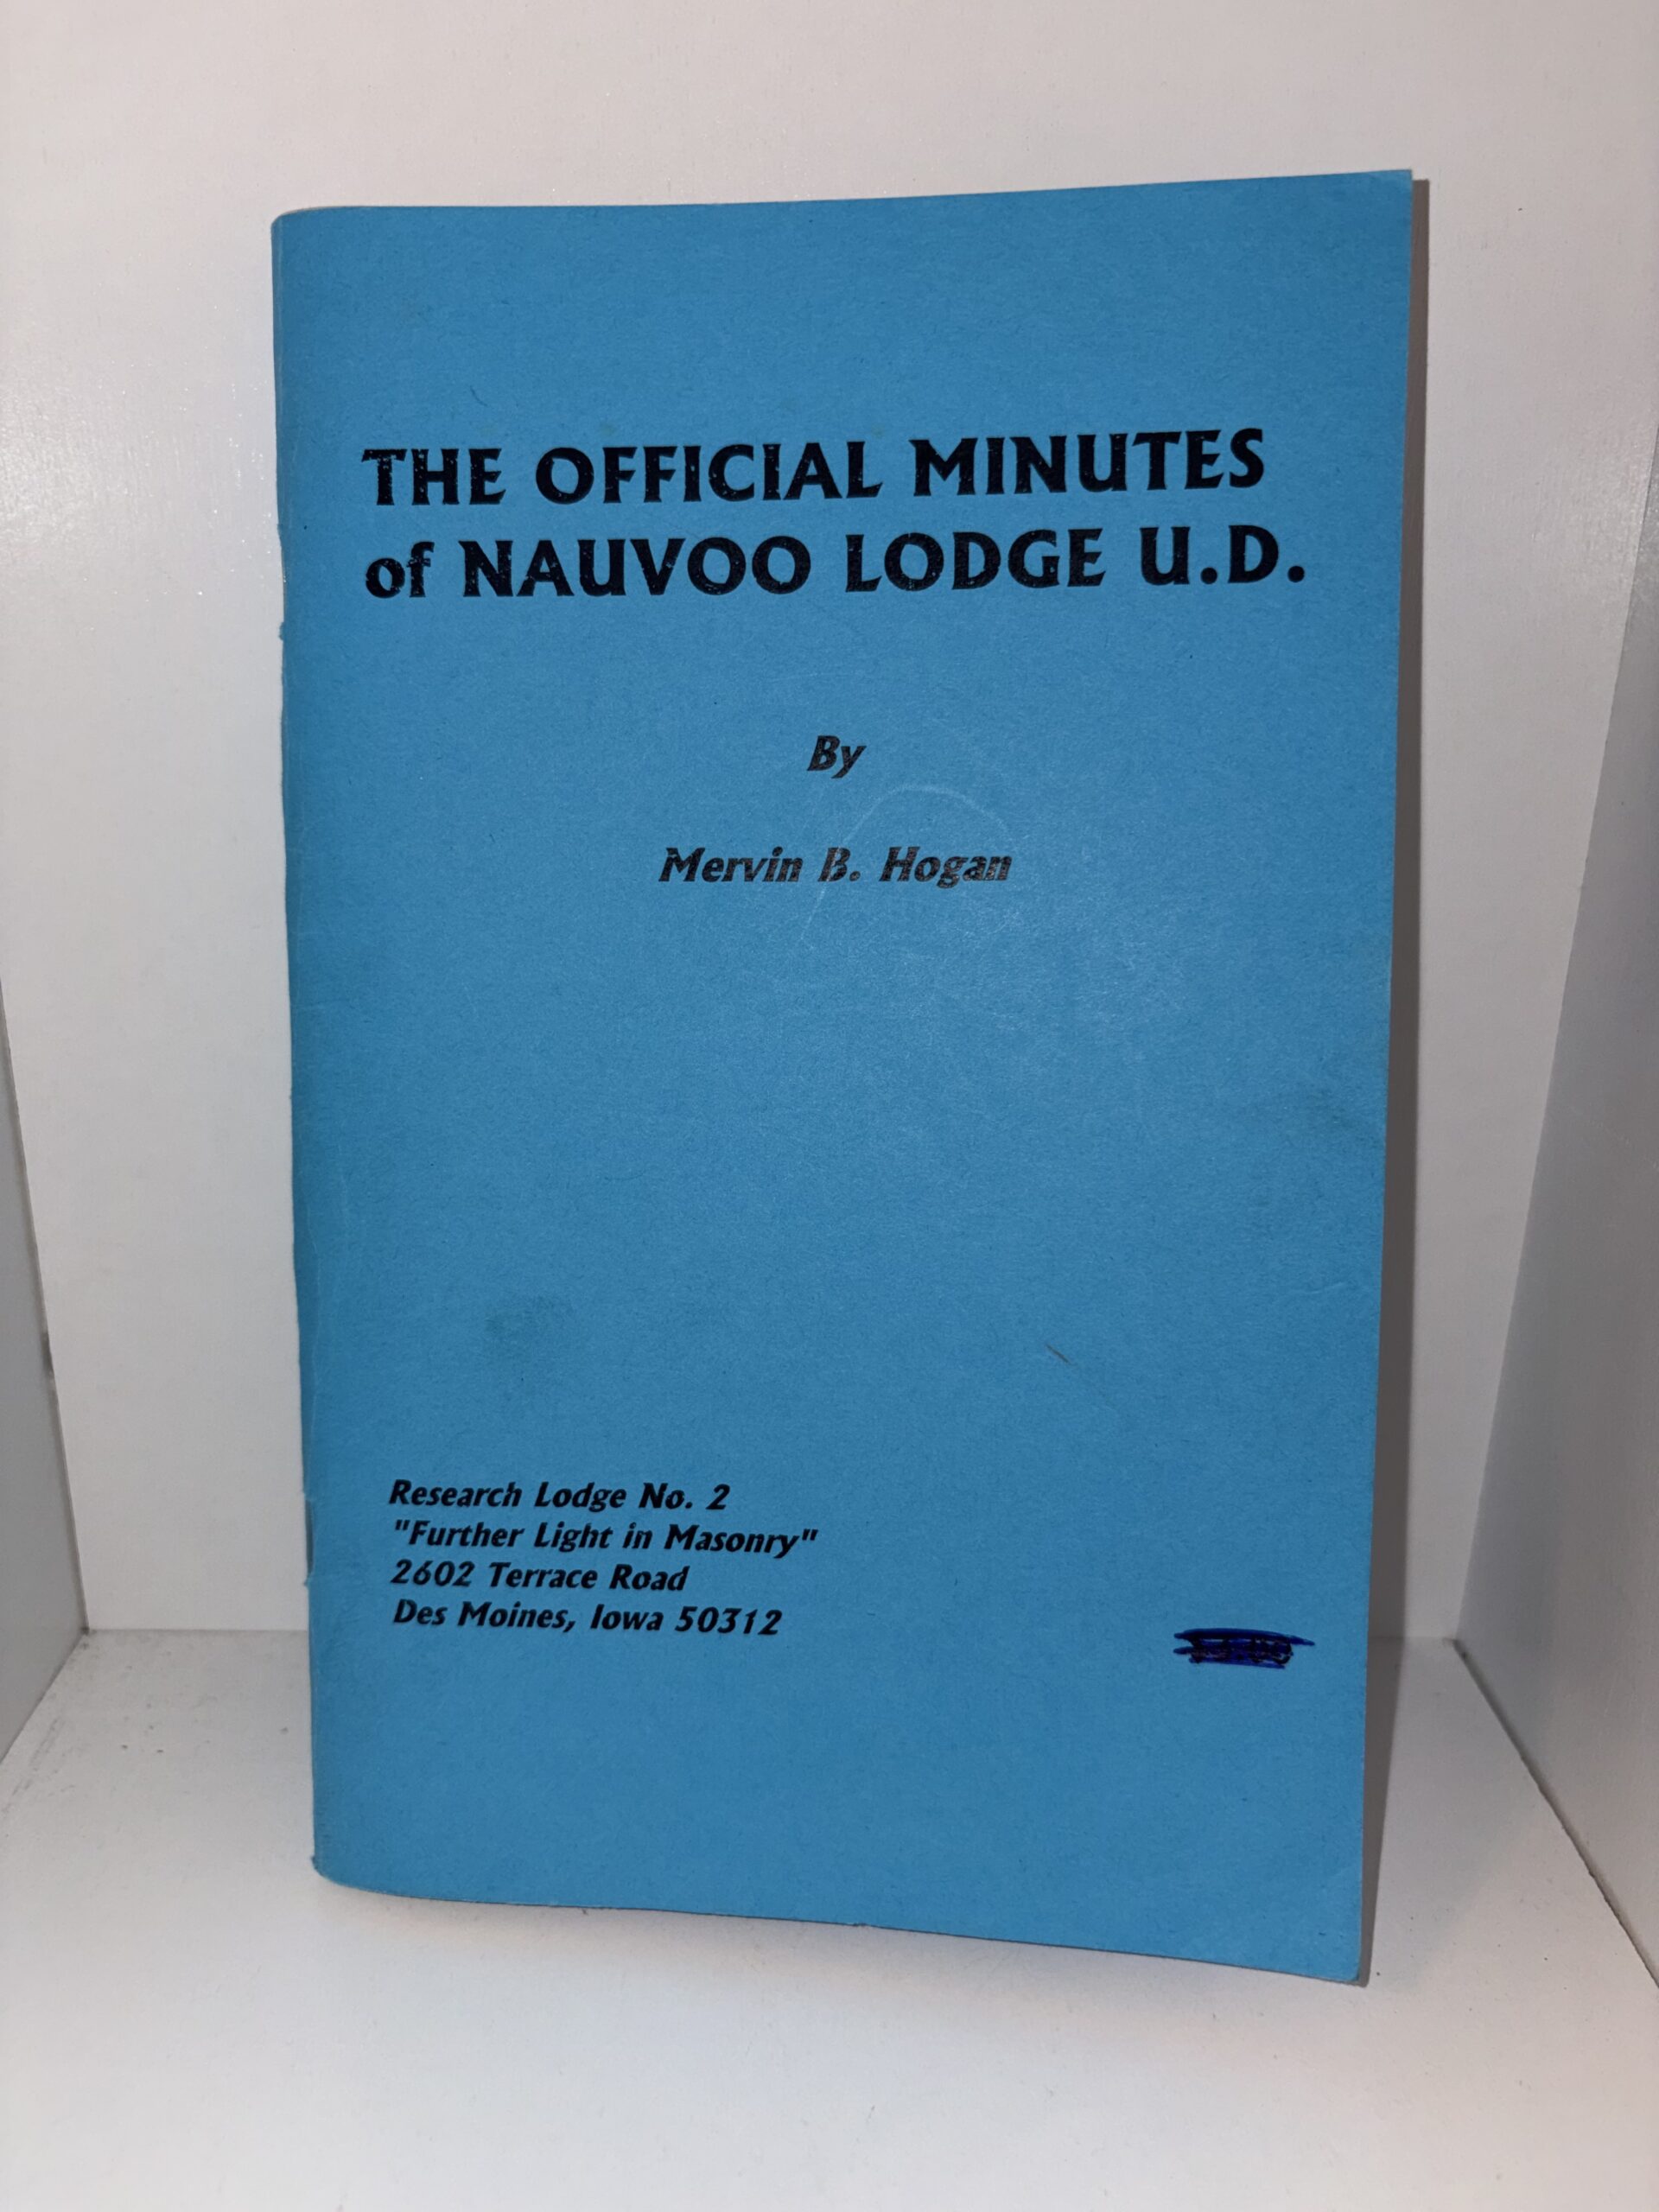 THE OFFICIAL MINUTES
of NAUVOO LODGE U.D.
By
Mervin B. Hogan
Research Lodge No. 2
"Further Light in Masonry"
2602 Terrace Road
Des Moines, Iowa 50312